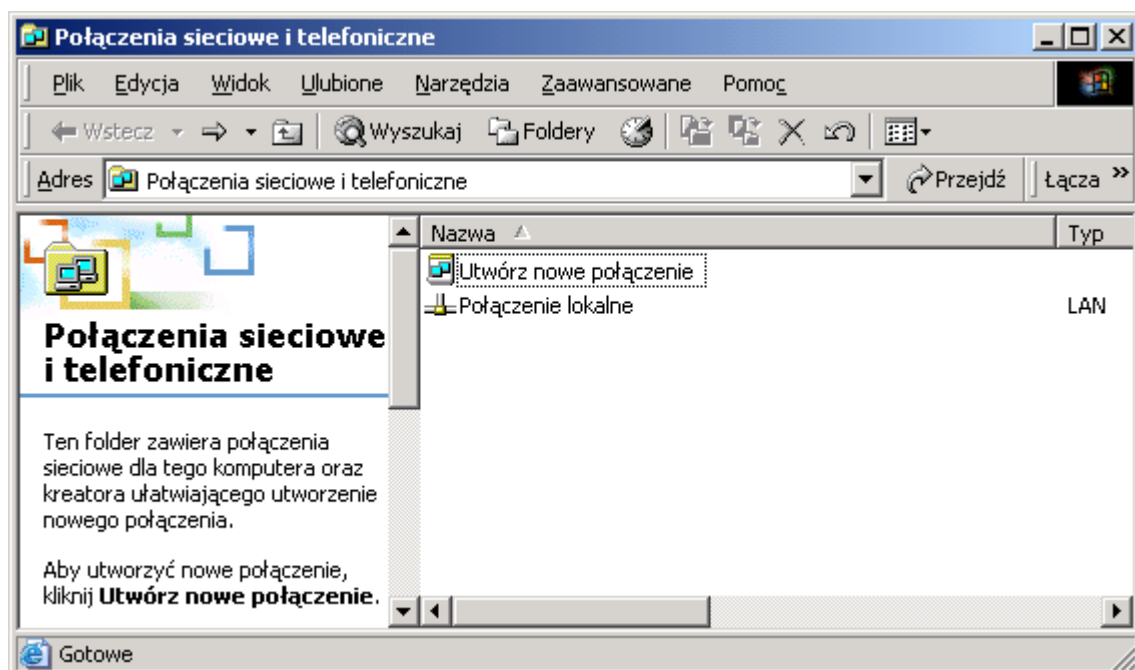 Połączenia sieciowe i telefoniczne
Plik Edycja Widok Ulubione Narzędzia Zaawansowane Pomoc
Wstecz Wyszukaj Foldery
Adres Połączenia sieciowe i telefoniczne Przejdź Łącza »
Nazwa Typ
Utwórz nowe połączenie
Połączenie lokalne LAN
Połączenia sieciowe
i telefoniczne
Ten folder zawiera połączenia
sieciowe dla tego komputera oraz
kreatora ułatwiającego utworzenie
nowego połączenia.
Aby utworzyć nowe połączenie,
kliknij Utwórz nowe połączenie.
Gotowe